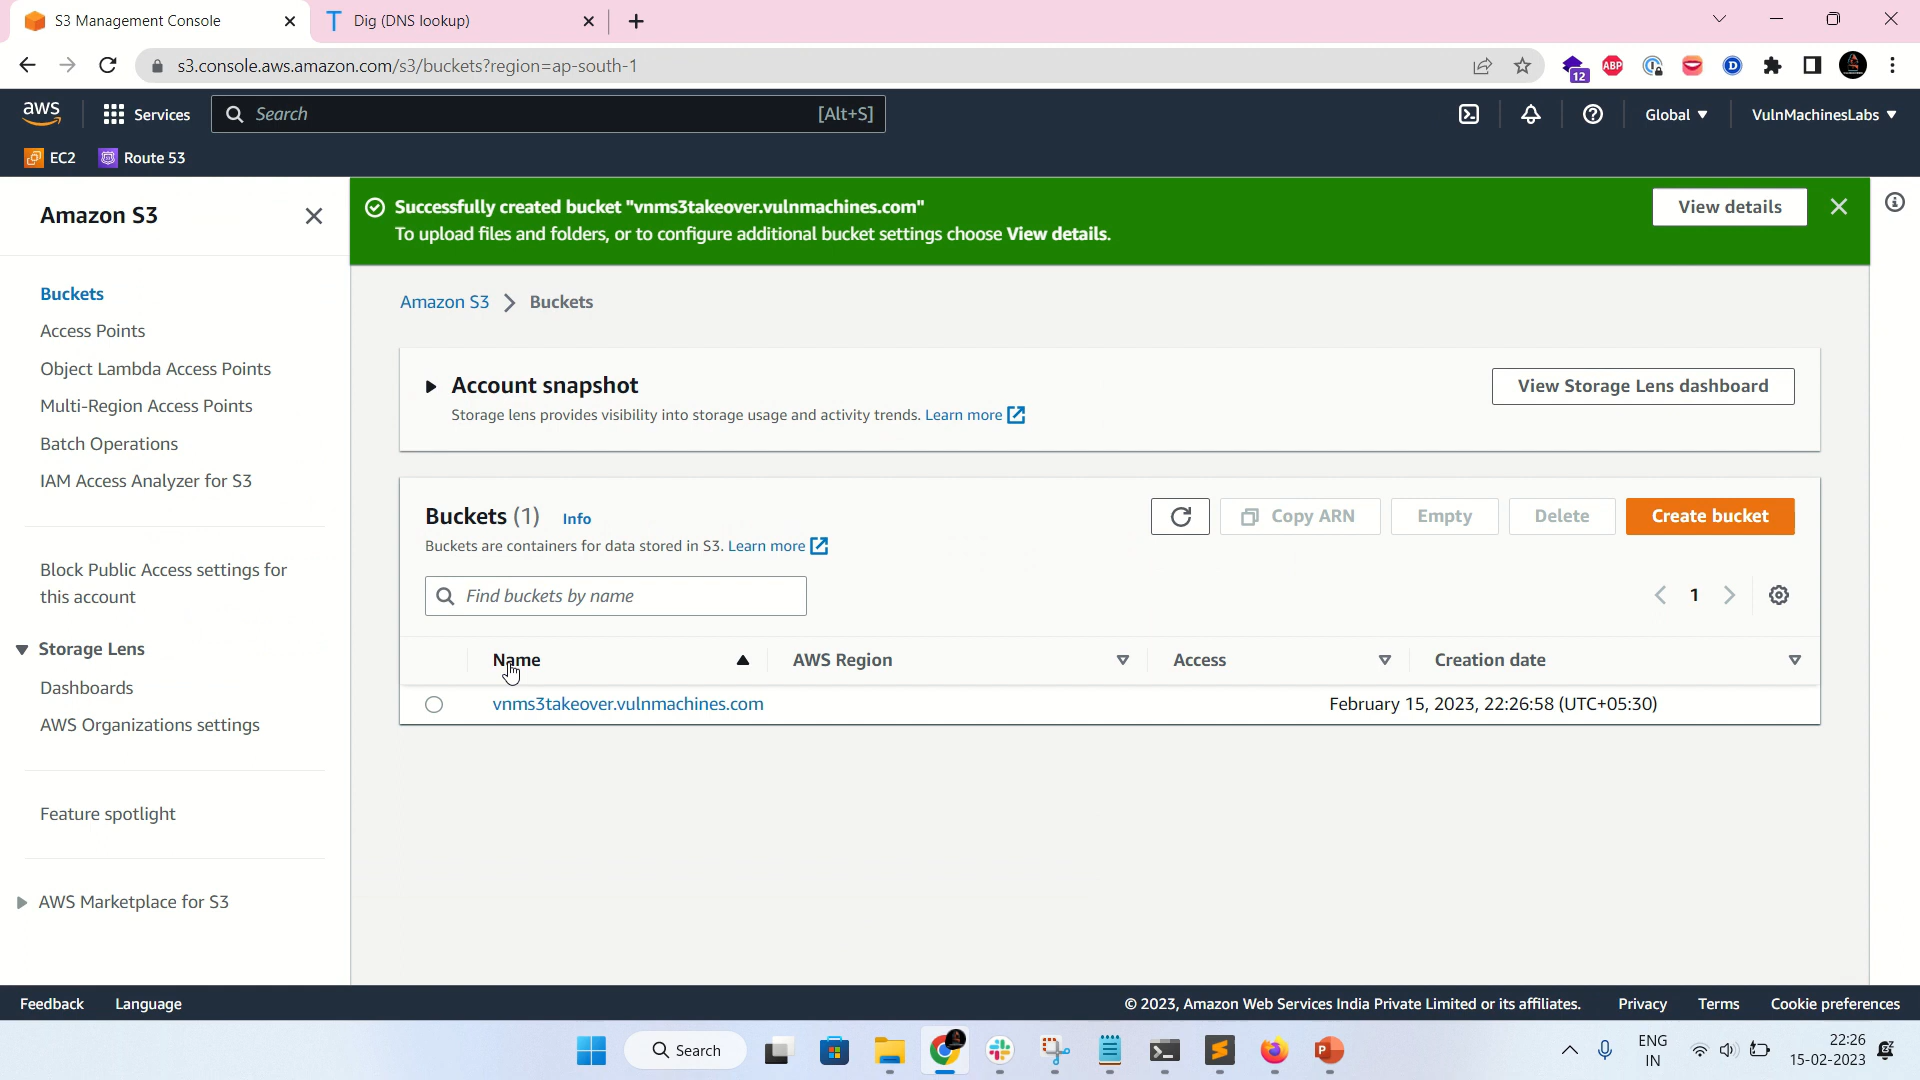 S3 Management Console
Dig (DNS lookup)
s3.console.aws.amazon.com/s3/buckets?region=ap-south-1
12
ABP
D
aws
Services
Search
[Alt+S]
Global
VulnMachinesLabs
EC2
Route 53
Amazon S3
Buckets
Access Points
Object Lambda Access Points
Multi-Region Access Points
Batch Operations
IAM Access Analyzer for S3
Block Public Access settings for
this account
Storage Lens
Dashboards
AWS Organizations settings
Feature spotlight
AWS Marketplace for S3
Successfully created bucket "vnms3takeover.vulnmachines.com"
To upload files and folders, or to configure additional bucket settings choose View details.
View details
Amazon S3 > Buckets
Account snapshot
Storage lens provides visibility into storage usage and activity trends. Learn more
View Storage Lens dashboard
Buckets (1) Info
Buckets are containers for data stored in S3. Learn more
Copy ARN
Empty
Delete
Create bucket
Find buckets by name
1
Name AWS Region Access Creation date
vnms3takeover.vulnmachines.com February 15, 2023, 22:26:58 (UTC+05:30)
Feedback Language © 2023, Amazon Web Services India Private Limited or its affiliates. Privacy Terms Cookie preferences
Search
ENG
IN
22:26
15-02-2023